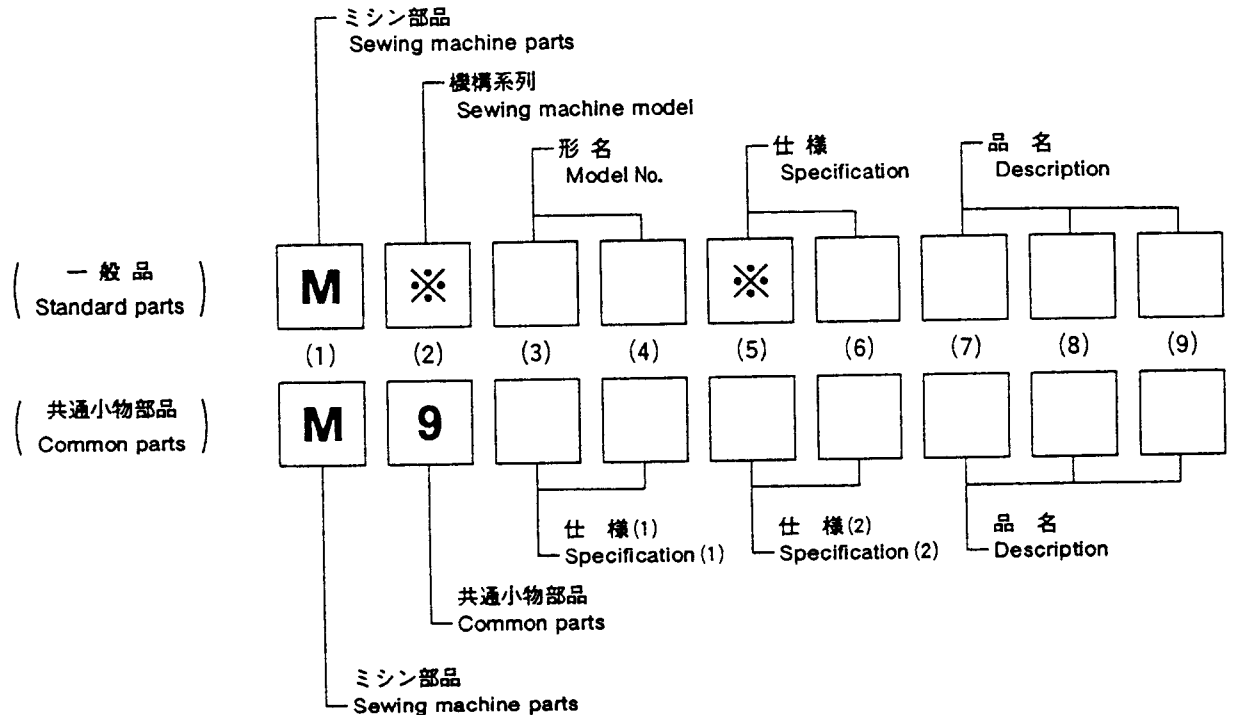 ミシン部品
Sewing machine parts
機構系列
Sewing machine model
形 名
Model No.
仕 様
Specification
品 名
Description
( 一 般 品
Standard parts )
M ※ ※
(1) (2) (3) (4) (5) (6) (7) (8) (9)
( 共通小物部品
Common parts )
M 9
仕 様(1)
Specification(1)
仕 様(2)
Specification(2)
品 名
Description
共通小物部品
Common parts
ミシン部品
Sewing machine parts